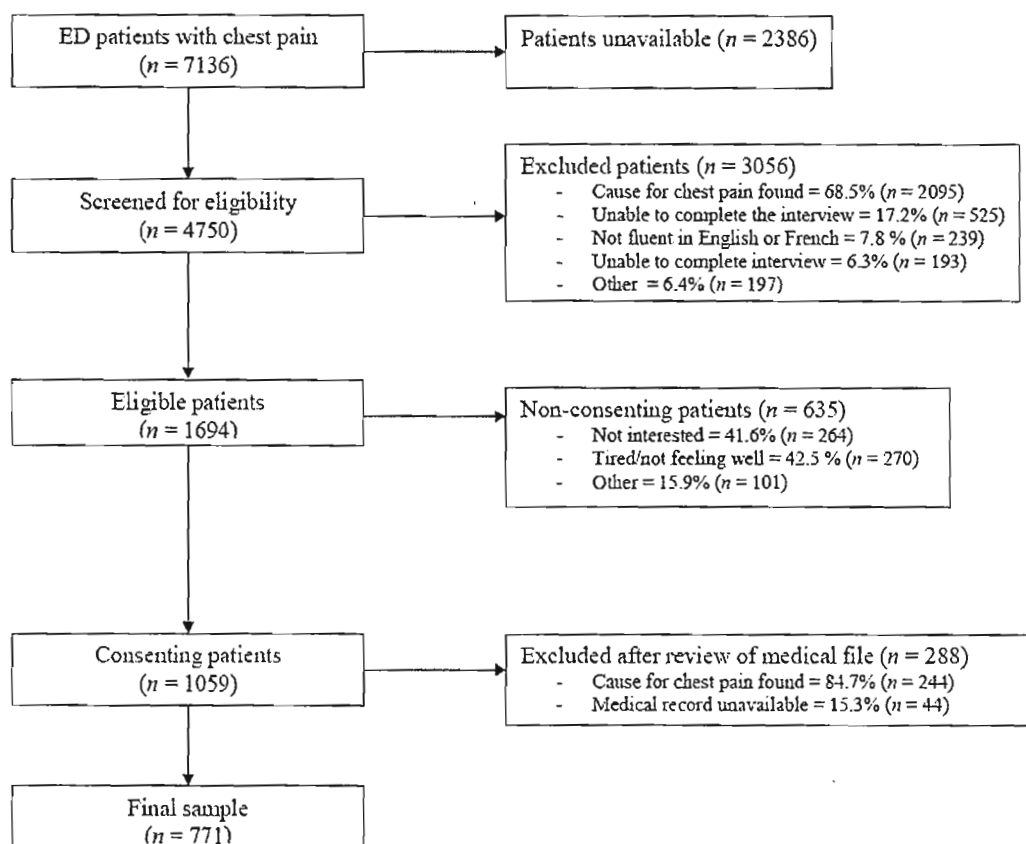 ED patients with chest pain
(n = 7136)
Patients unavailable (n = 2386)
Screened for eligibility
(n = 4750)
Excluded patients (n = 3056)
- Cause for chest pain found = 68.5% (n = 2095)
- Unable to complete the interview = 17.2% (n = 525)
- Not fluent in English or French = 7.8 % (n = 239)
- Unable to complete interview = 6.3% (n = 193)
- Other = 6.4% (n = 197)
Eligible patients
(n = 1694)
Non-consenting patients (n = 635)
- Not interested = 41.6% (n = 264)
- Tired/not feeling well = 42.5 % (n = 270)
- Other = 15.9% (n = 101)
Consenting patients
(n = 1059)
Excluded after review of medical file (n = 288)
- Cause for chest pain found = 84.7% (n = 244)
- Medical record unavailable = 15.3% (n = 44)
Final sample
(n = 771)